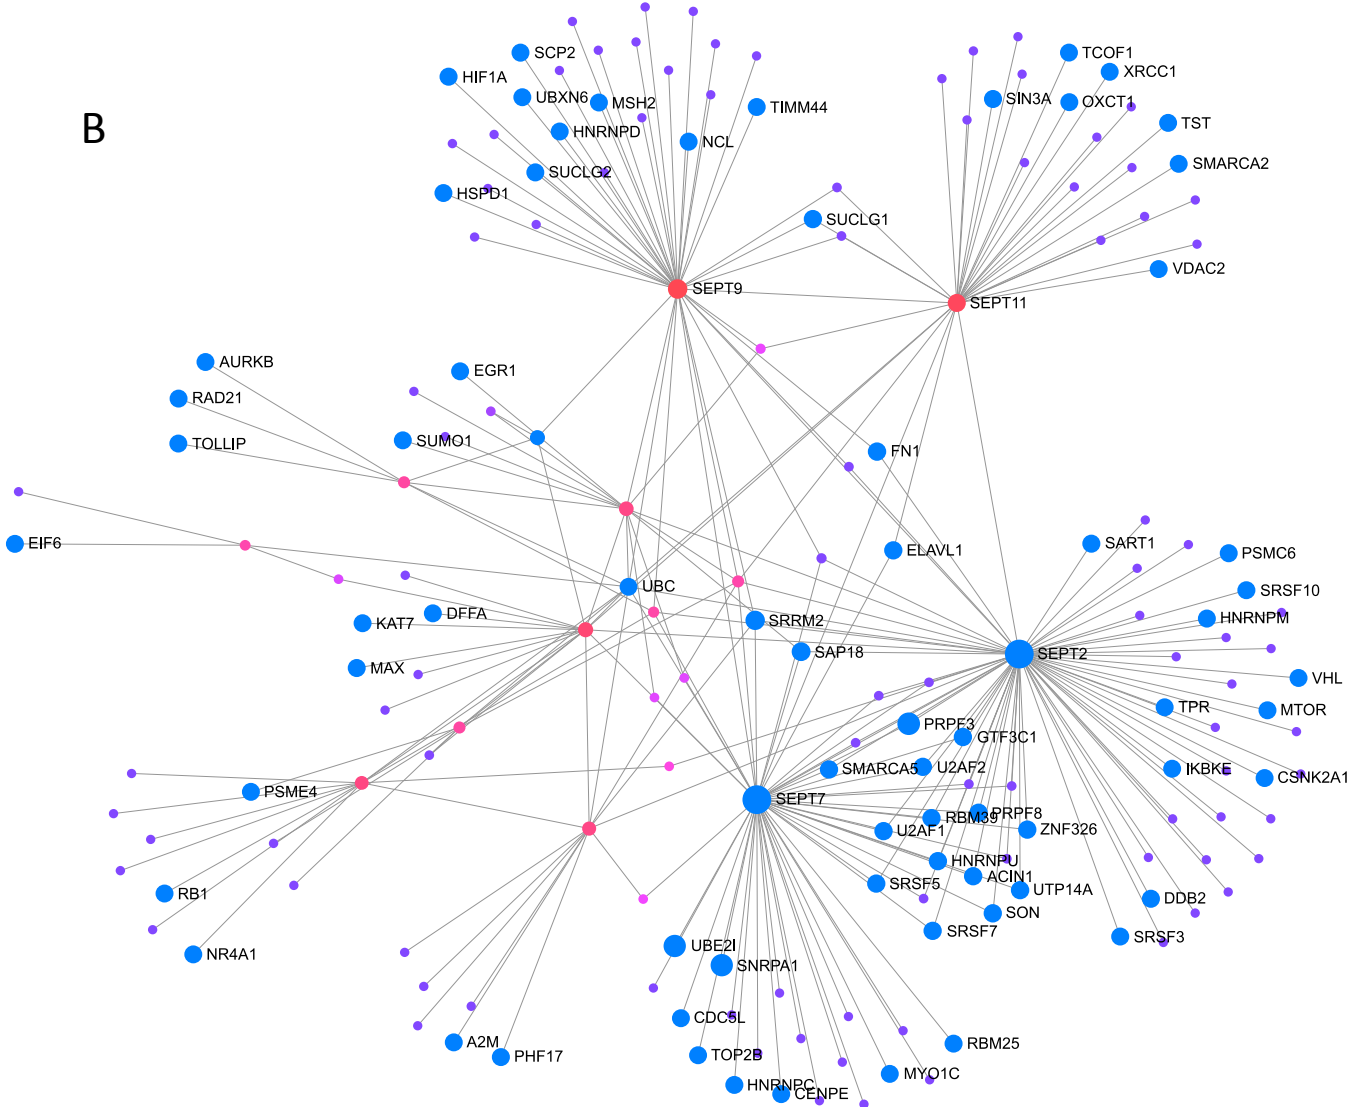 B
SCP2
HIF1A
UBXN6
MSH2
TIMM44
HNRNPD
NCL
SUCLG2
HSPD1
TCOF1
XRCC1
SIN3A
OXCT1
TST
SMARCA2
SUCLG1
VDAC2
SEPT9
SEPT11
AURKB
EGR1
RAD21
SUMO1
TOLLIP
FN1
EIF6
ELAVL1
SART1
PSMC6
UBC
SRSF10
DFFA
KAT7
SRRM2
HNRNPM
SAP18
SEPT2
MAX
VHL
TPR
MTOR
PRPF3
GTF3C1
SMARCA5
U2AF2
IKBKE
CSNK2A1
PSME4
SEPT7
RBM39
PRPF8
U2AF1
ZNF326
HNRNPU
ACIN1
SRSF5
UTP14A
RB1
DDB2
SON
SRSF7
SRSF3
NR4A1
UBE2I
SNRPA1
CDC5L
A2M
PHF17
TOP2B
RBM25
MYO1C
HNRNPC
CENPE